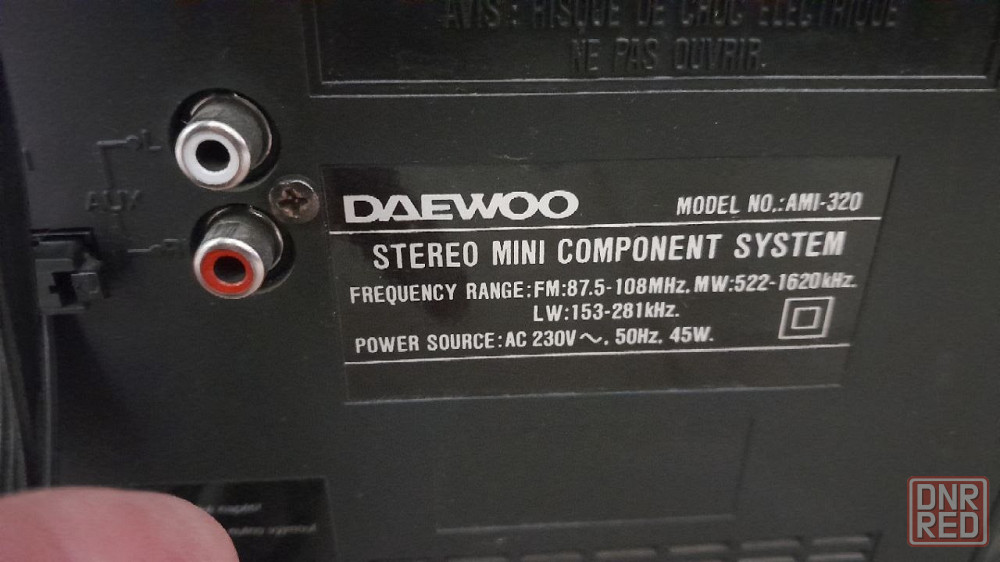 AVIS : RISQUE DE CHOC ELECTRIQUE
NE PAS OUVRIR.
L
AUX
R
DAEWOO
MODEL NO.:AMI-320
STEREO MINI COMPONENT SYSTEM
FREQUENCY RANGE:FM:87.5-108MHz. MW:522-1620kHz.
LW:153-281kHz.
POWER SOURCE:AC 230V~. 50Hz. 45W.
DNR
RED